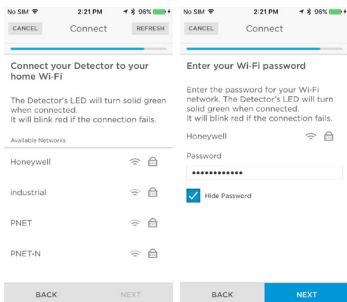 No SIM 2:21 PM 96%
CANCEL Connect REFRESH
Connect your Detector to your
home Wi-Fi
The Detector's LED will turn solid green
when connected.
It will blink red if the connection fails.
Available Networks
Honeywell
industrial
PNET
PNET-N
BACK NEXT
No SIM 2:21 PM 96%
CANCEL Connect
Enter your Wi-Fi password
Enter the password for your Wi-Fi
network. The Detector's LED will turn
solid green when connected.
It will blink red if the connection fails.
Honeywell
Password
••••••••••••
Hide Password
BACK NEXT